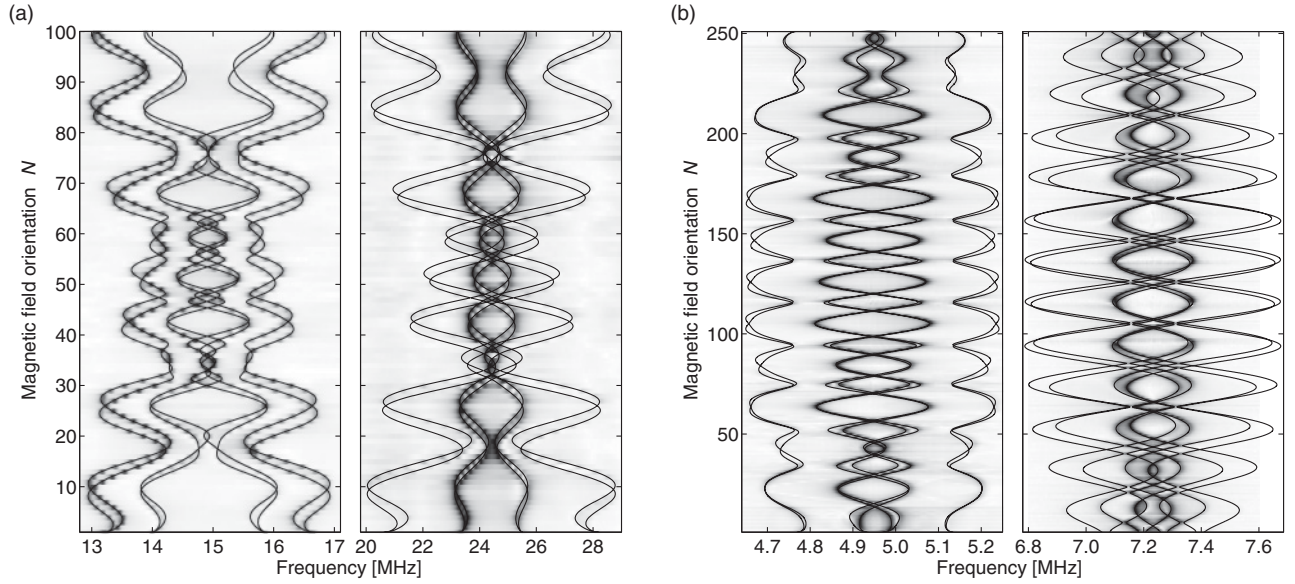 (a)
Magnetic field orientation N
100
90
80
70
60
50
40
30
20
10
13 14 15 16 17
20 22 24 26 28
Frequency [MHz]
(b)
Magnetic field orientation N
250
200
150
100
50
4.7 4.8 4.9 5.0 5.1 5.2
6.8 7.0 7.2 7.4 7.6
Frequency [MHz]